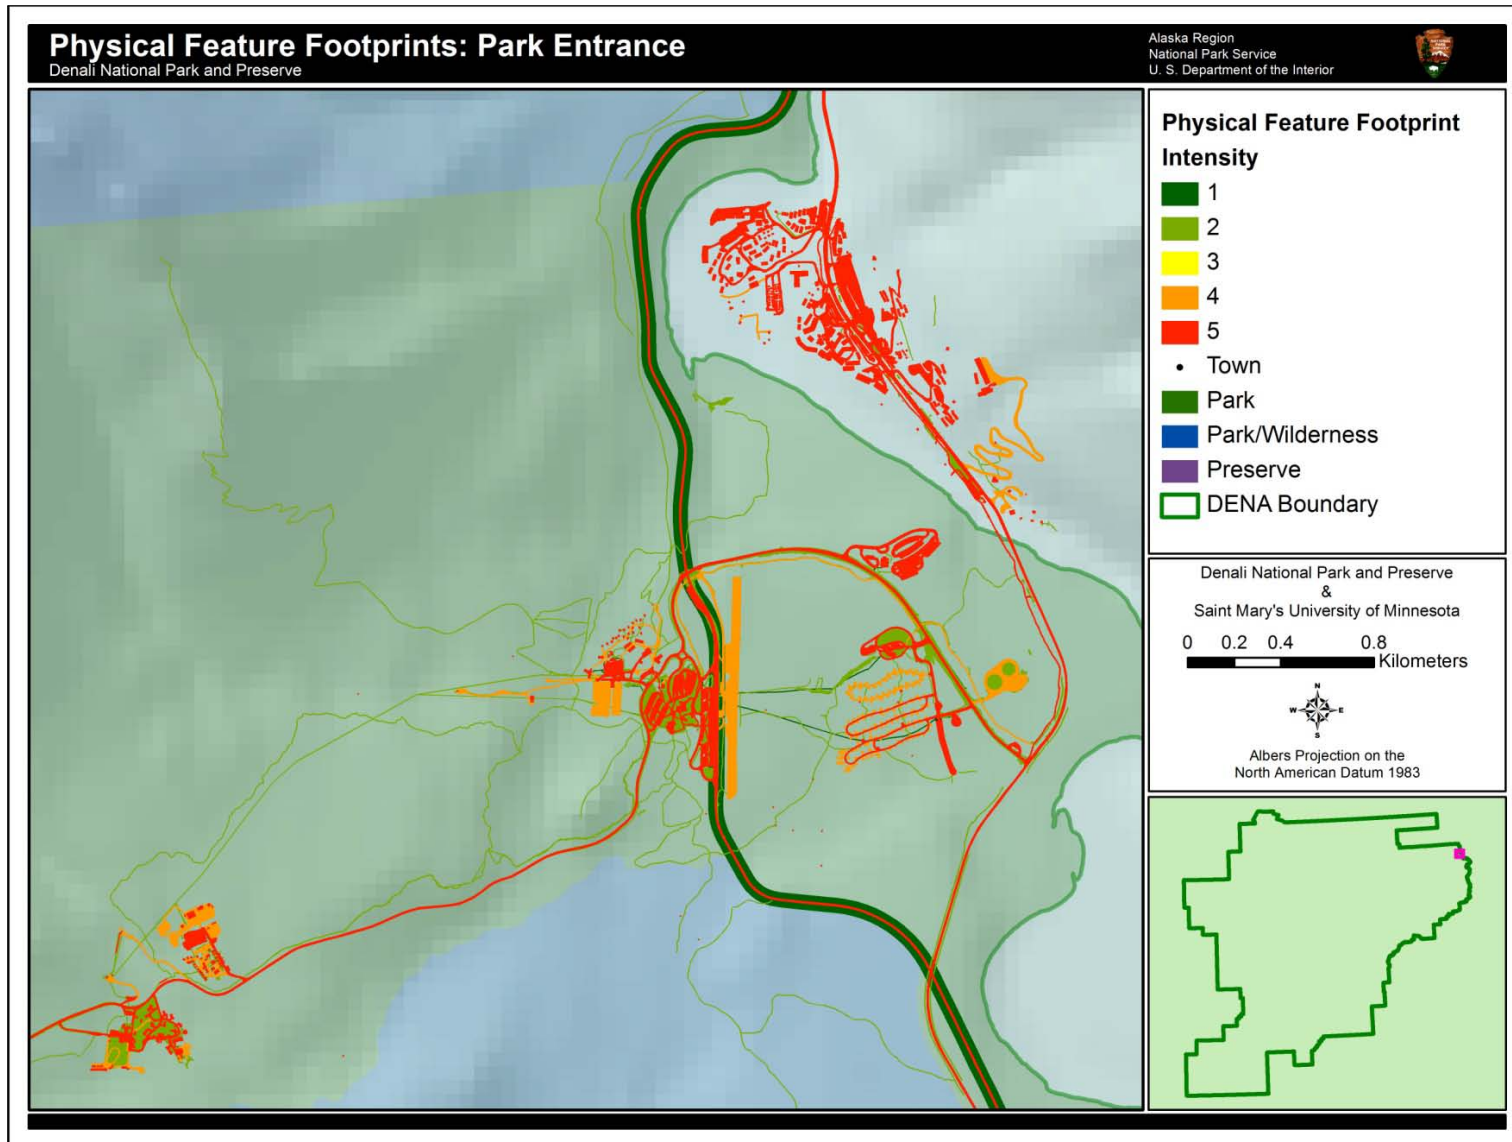 Physical Feature Footprints: Park Entrance
Denali National Park and Preserve
Alaska Region
National Park Service
U. S. Department of the Interior
Physical Feature Footprint
Intensity
1
2
3
4
5
Town
Park
Park/Wilderness
Preserve
DENA Boundary
Denali National Park and Preserve
&
Saint Mary's University of Minnesota
0 0.2 0.4 0.8
Kilometers
N
W E
S
Albers Projection on the
North American Datum 1983